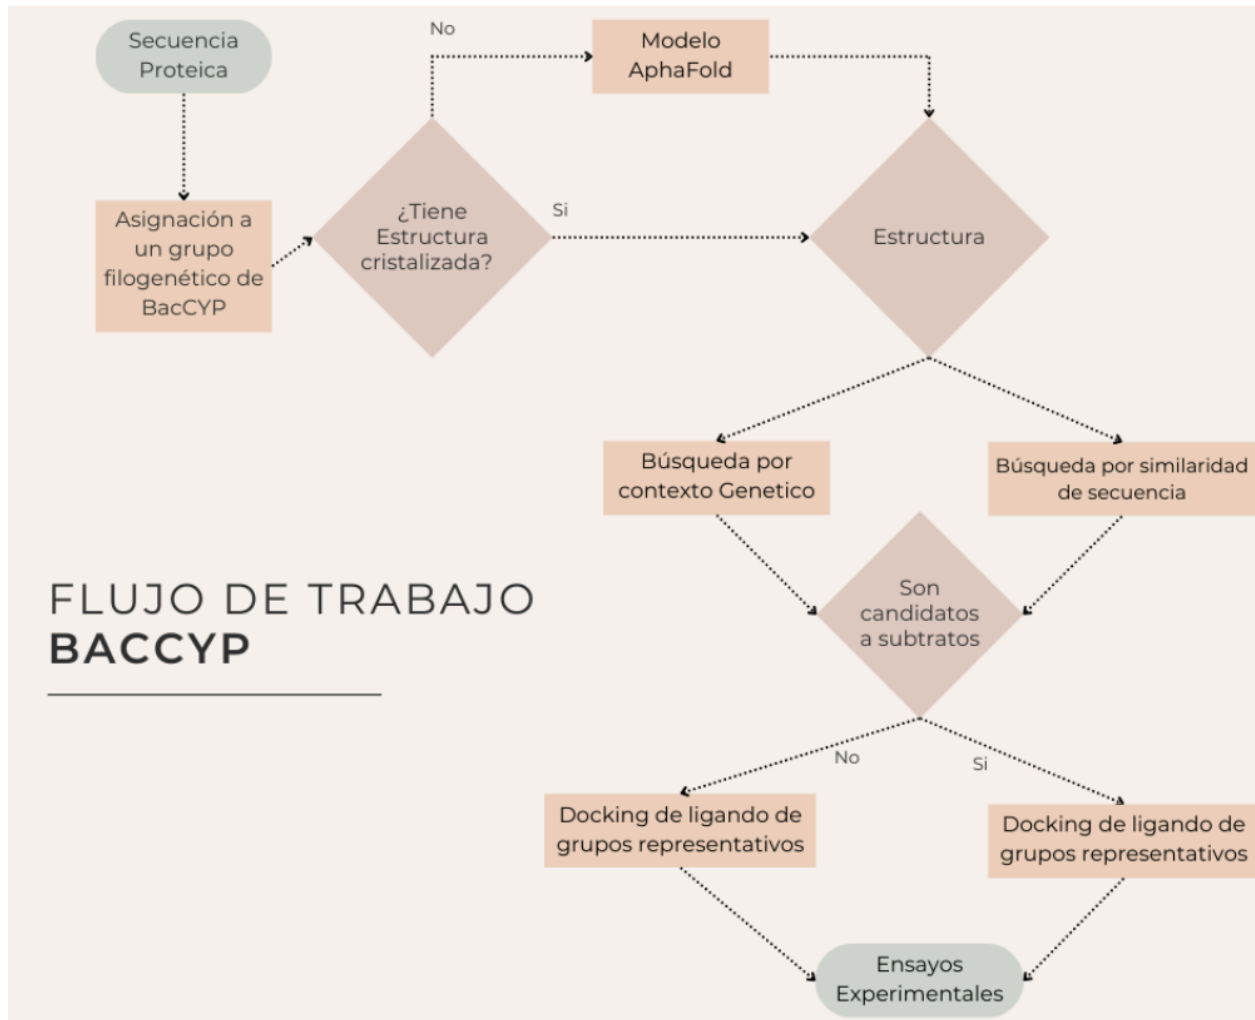 Secuencia
Proteica
No
Modelo
AphaFold
Asignación a
un grupo
filogenético de
BacCYP
¿Tiene
Estructura
cristalizada?
Si
Estructura
Búsqueda por
contexto Genetico
Búsqueda por similaridad
de secuencia
FLUJO DE TRABAJO
BACCYP
Son
candidatos
a subtratos
No
Si
Docking de ligando de
grupos representativos
Docking de ligando de
grupos representativos
Ensayos
Experimentales